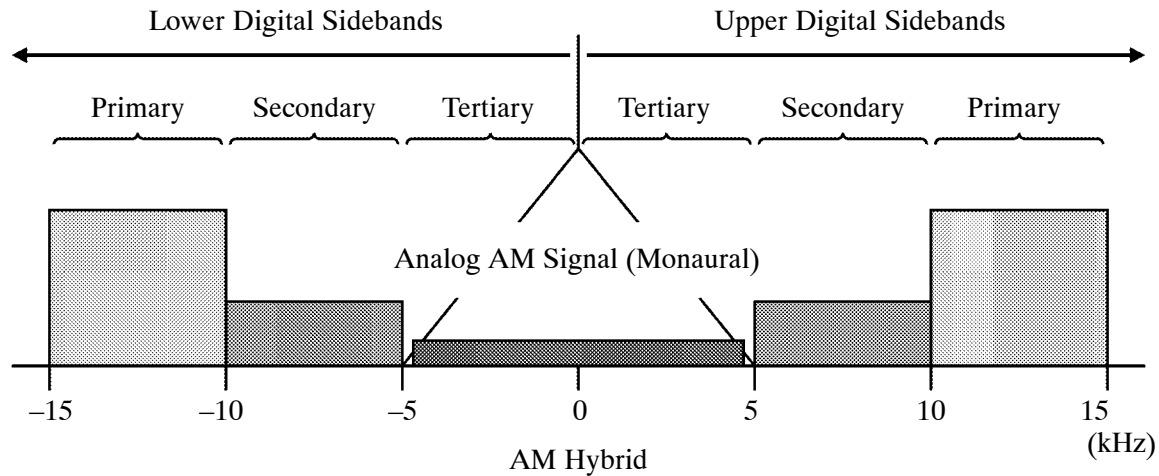 Lower Digital Sidebands Upper Digital Sidebands
Primary Secondary Tertiary Tertiary Secondary Primary
Analog AM Signal (Monaural)
–15 –10 –5 0 5 10 15
(kHz)
AM Hybrid